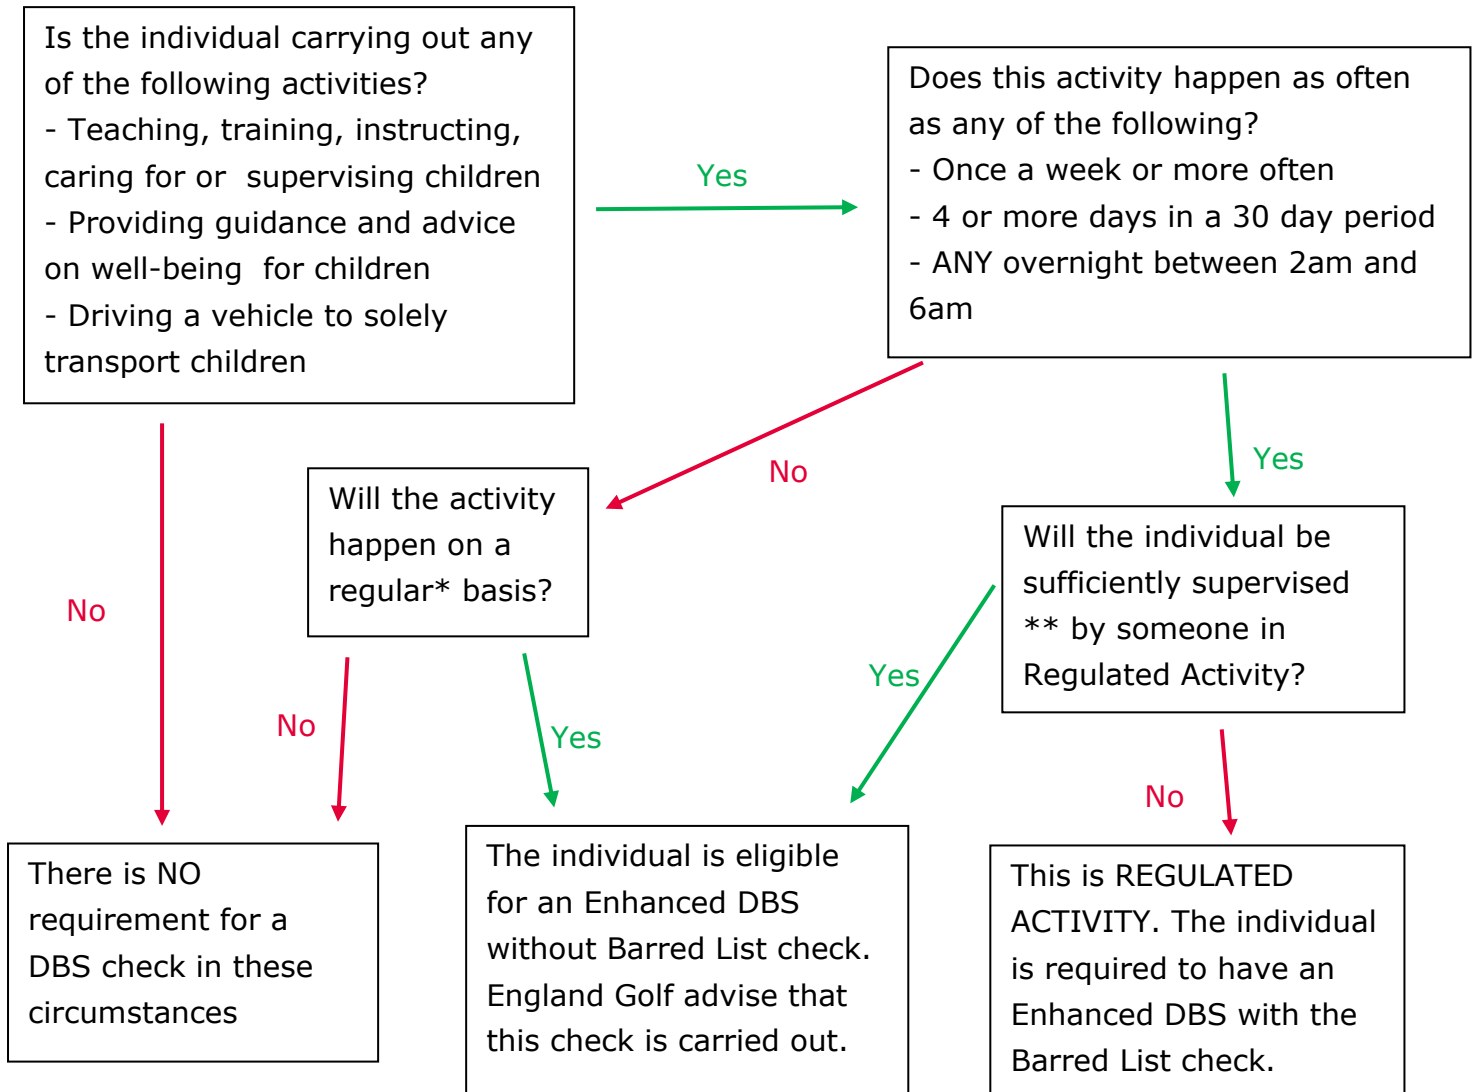 Is the individual carrying out any
of the following activities?
- Teaching, training, instructing,
caring for or supervising children
- Providing guidance and advice
on well-being for children
- Driving a vehicle to solely
transport children
Yes
Does this activity happen as often
as any of the following?
- Once a week or more often
- 4 or more days in a 30 day period
- ANY overnight between 2am and
6am
No
Yes
Will the activity
happen on a
regular* basis?
Will the individual be
sufficiently supervised
** by someone in
Regulated Activity?
No
No
Yes
Yes
No
There is NO
requirement for a
DBS check in these
circumstances
The individual is eligible
for an Enhanced DBS
without Barred List check.
England Golf advise that
this check is carried out.
This is REGULATED
ACTIVITY. The individual
is required to have an
Enhanced DBS with the
Barred List check.